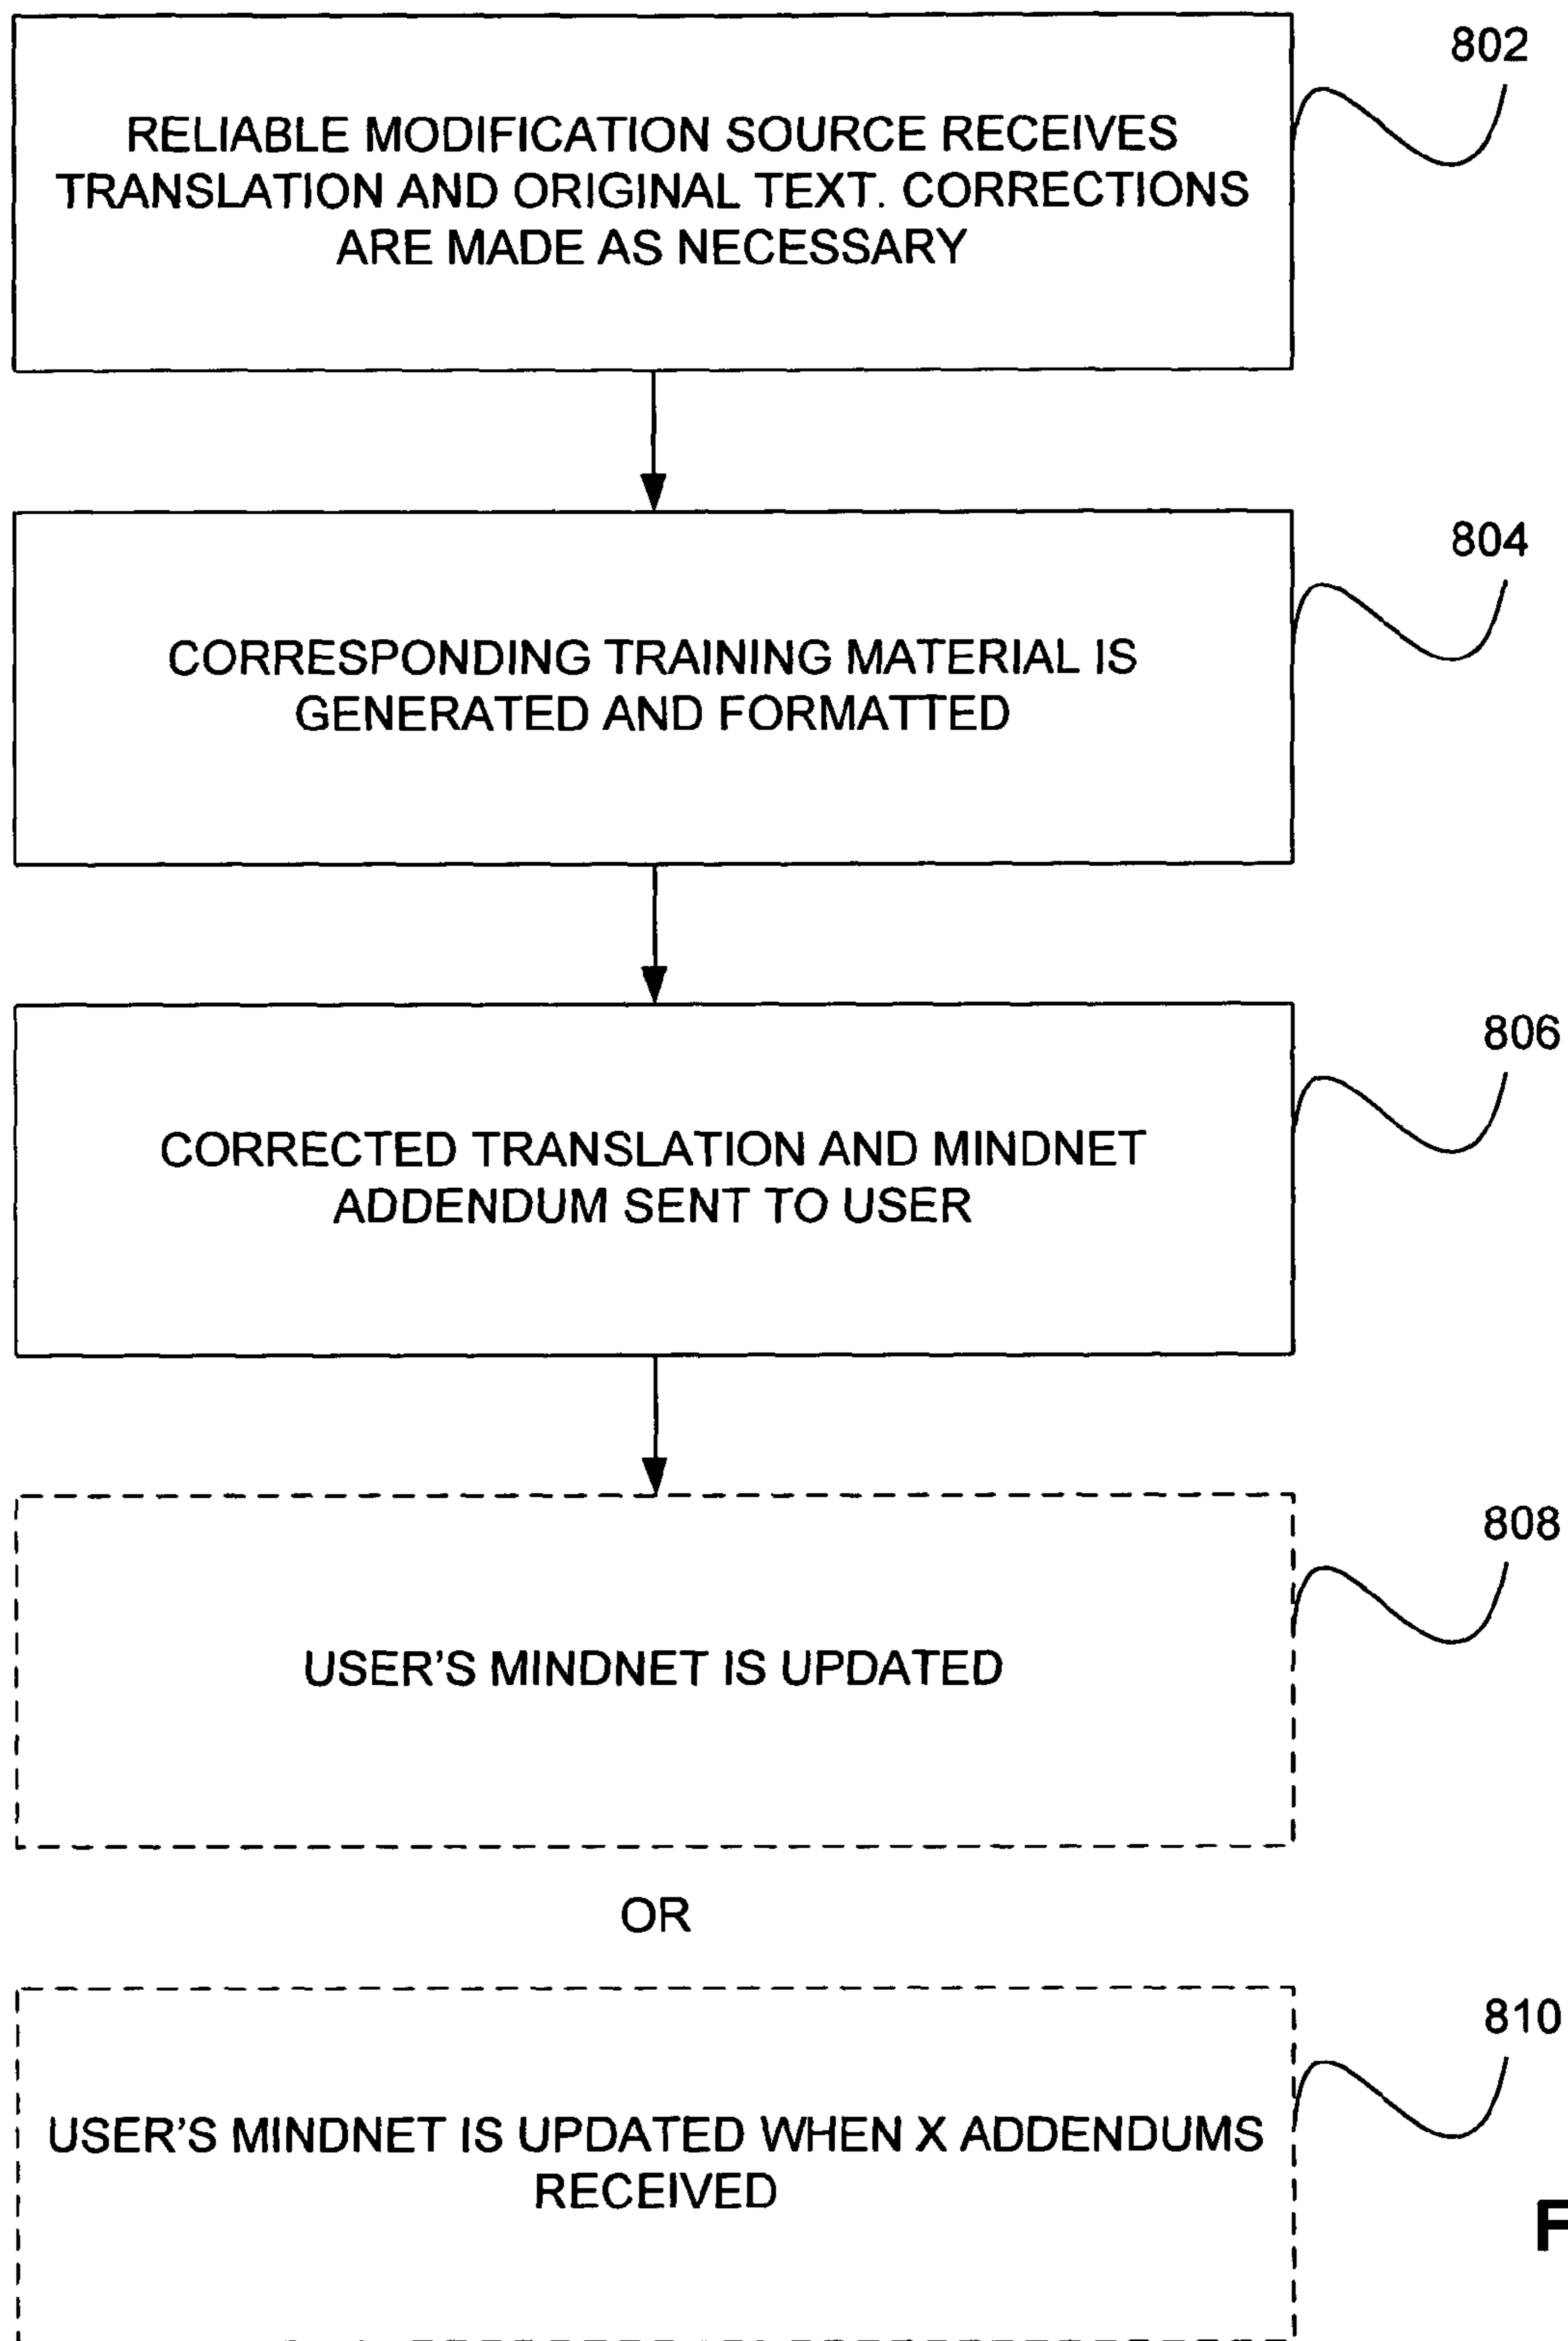 802
RELIABLE MODIFICATION SOURCE RECEIVES
TRANSLATION AND ORIGINAL TEXT. CORRECTIONS
ARE MADE AS NECESSARY
804
CORRESPONDING TRAINING MATERIAL IS
GENERATED AND FORMATTED
806
CORRECTED TRANSLATION AND MINDNET
ADDENDUM SENT TO USER
808
USER'S MINDNET IS UPDATED
OR
810
USER'S MINDNET IS UPDATED WHEN X ADDENDUMS
RECEIVED